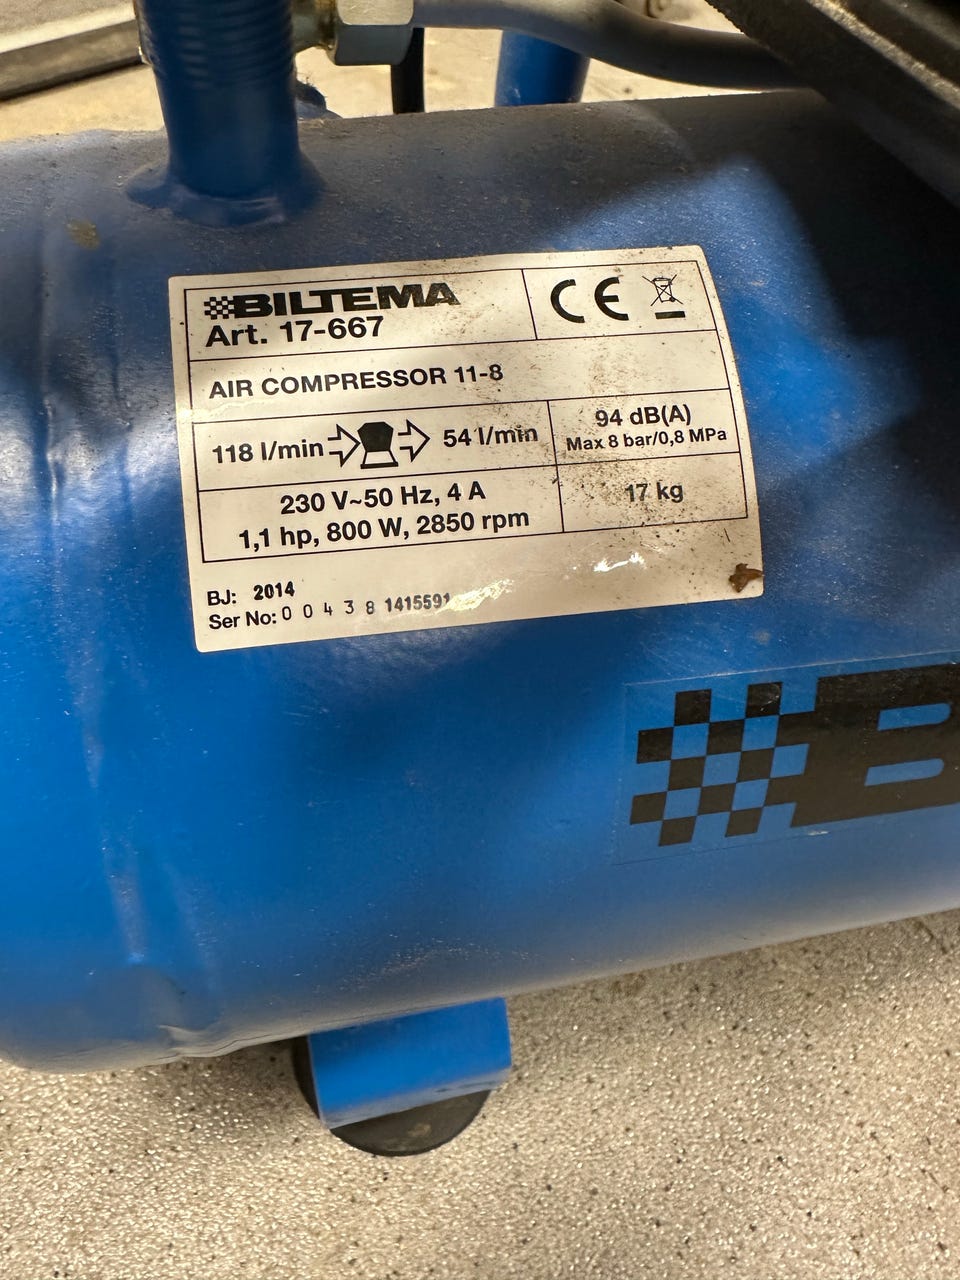 BILTEMA
Art. 17-667
CE
AIR COMPRESSOR 11-8
118 l/min 54 l/min
94 dB(A)
Max 8 bar/0,8 MPa
230 V~50 Hz, 4 A
1,1 hp, 800 W, 2850 rpm
17 kg
BJ: 2014
Ser No: 0 0 4 3 8 1415591
B